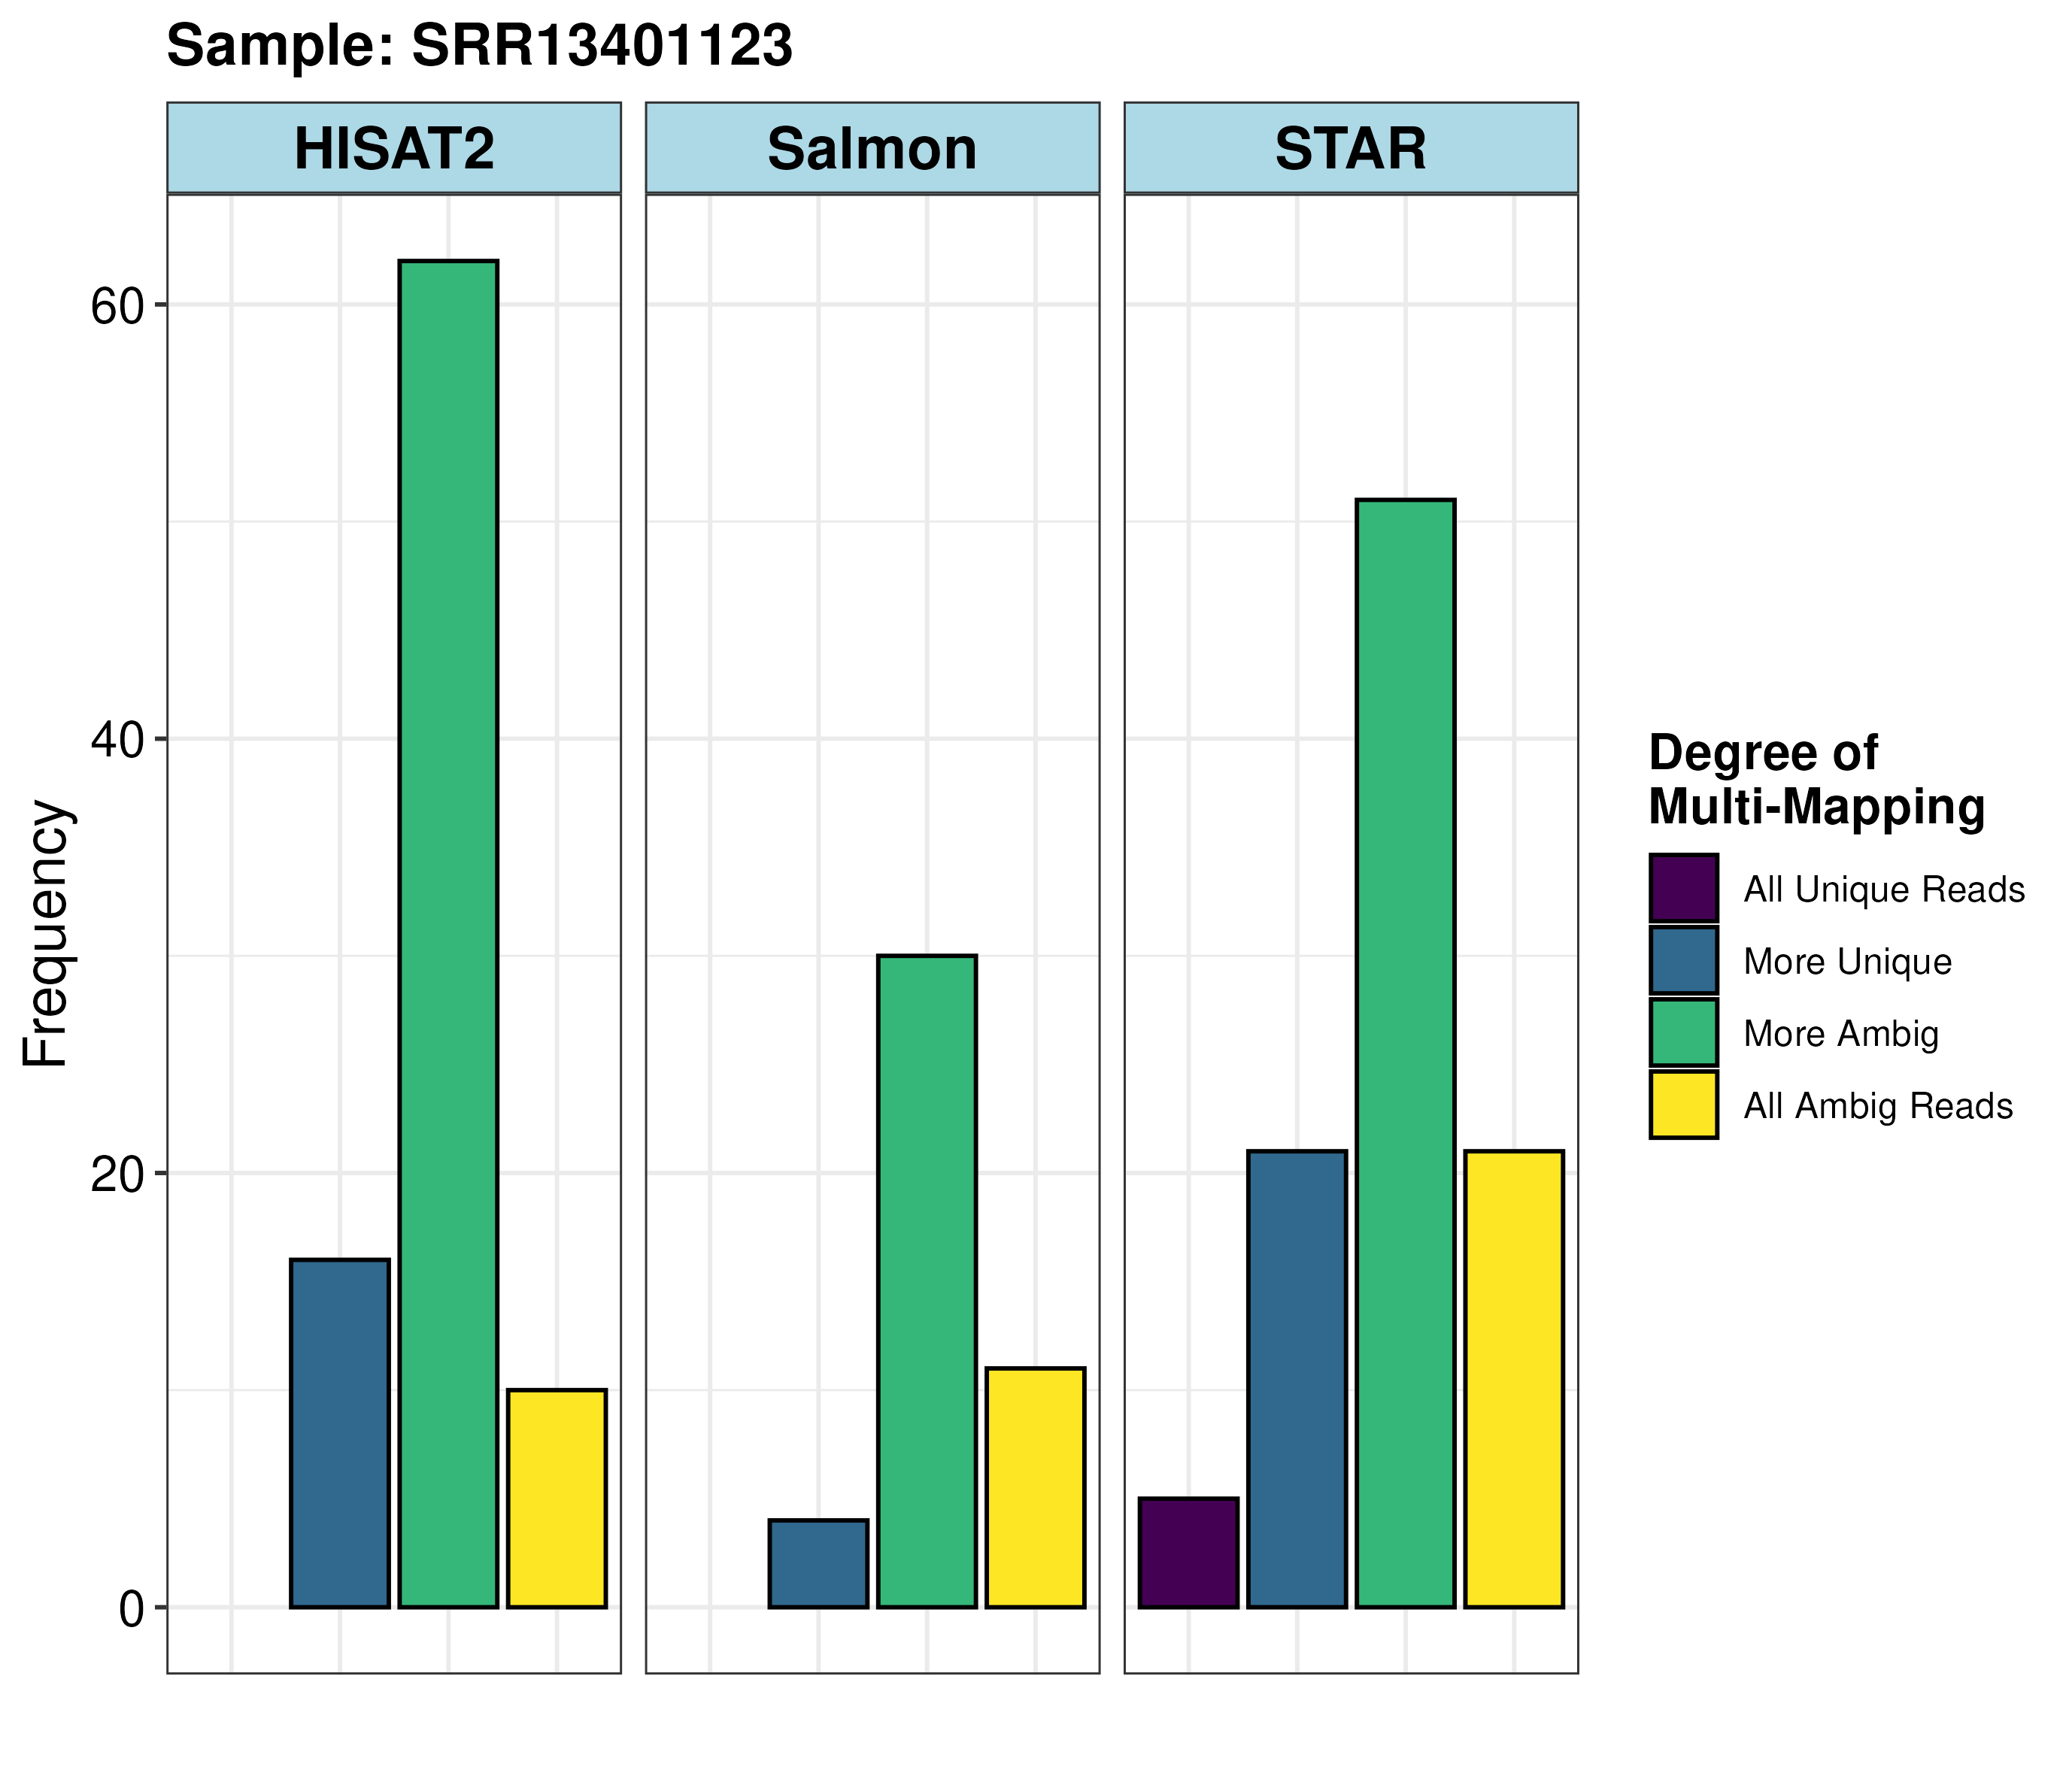 Sample: SRR13401123
HISAT2
Salmon
STAR
Frequency
60
40
20
0
Degree of
Multi-Mapping
All Unique Reads
More Unique
More Ambig
All Ambig Reads